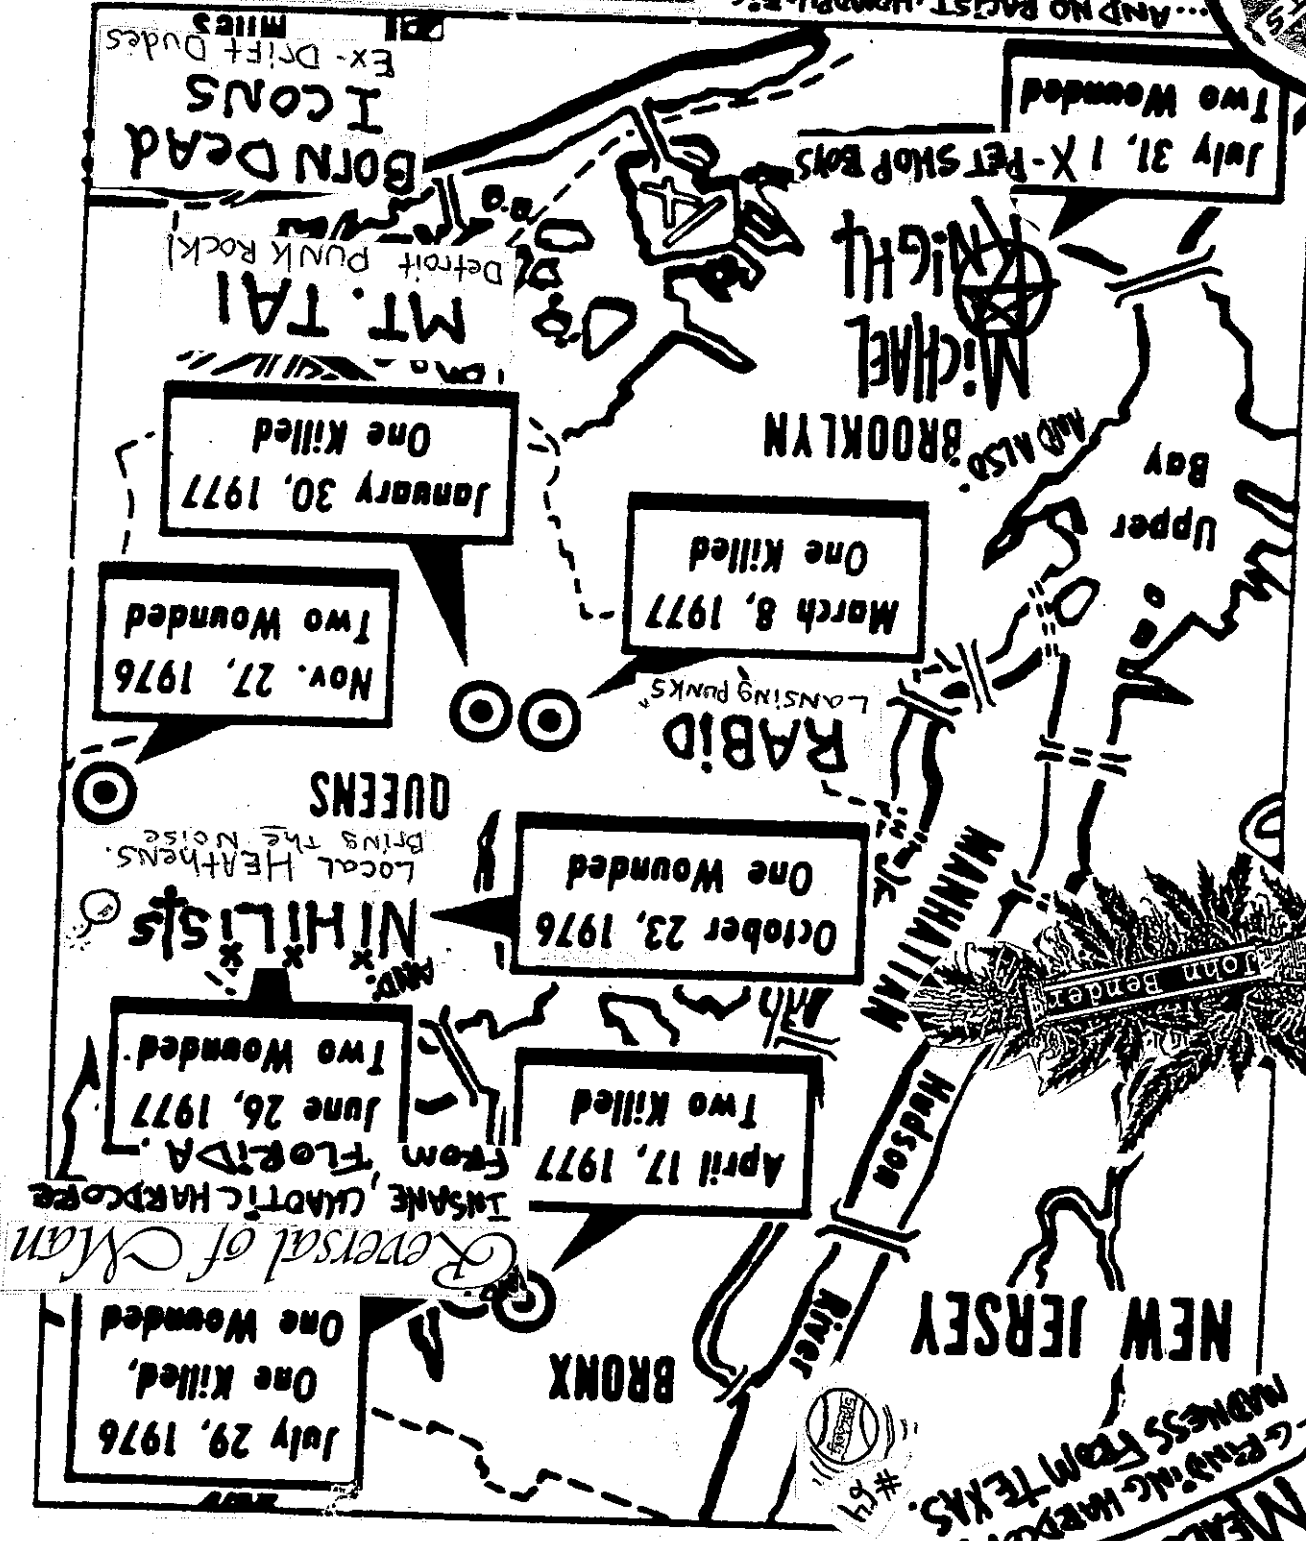 GRINDING HARDCO
MADNESS FROM TEXAS.
#64
NEW JERSEY
River
BRONX
July 29, 1976
One Killed,
One Wounded
Reversal of Man
INSANE, CHAOTIC HARDCORE
FROM FLORIDA.
April 17, 1977
Two Killed
Hudson
June 26, 1977
Two Wounded
John Bender
MANHATTAN
AND.
NiHiLiSts
LOCAL HEATHENS.
Bring the Noise
October 23, 1976
One Wounded
QUEENS
RABiD
"LANSING PUNKS"
Nov. 27, 1976
Two Wounded
March 8, 1977
One Killed
January 30, 1977
One Killed
Upper
Bay
AND ALSO.
BROOKLYN
MiCHAEL
KNiGHt
X-PET SHOP BOYS
MT. TAI
Detroit PUNK ROCK!
July 31, 1
Two Wounded
BORN DEAD
ICONS
Ex-Drift Dudes
miles
...AND NO RACIST, HOMOPHOBIC